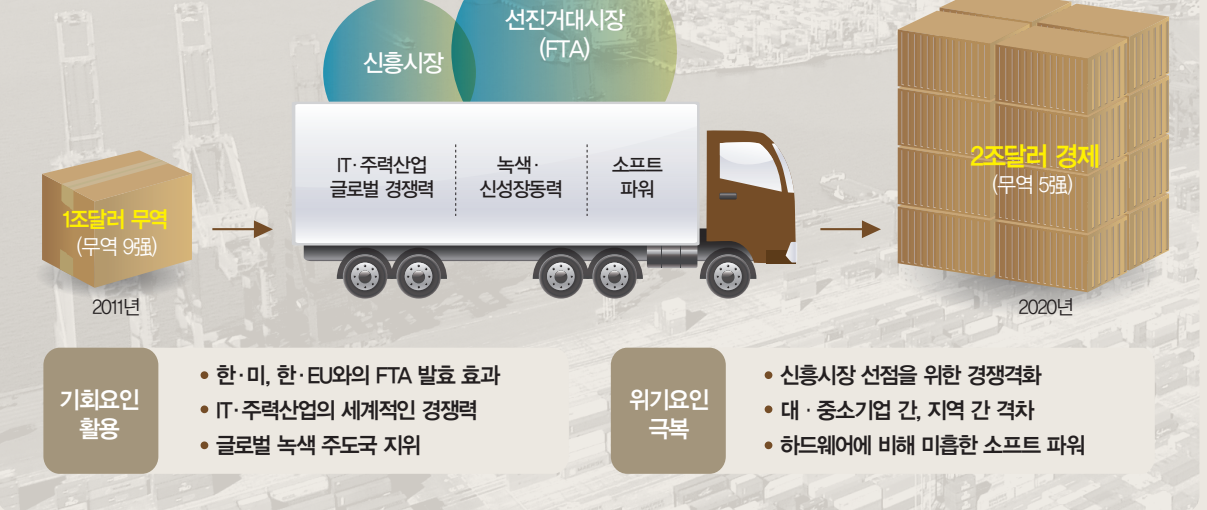 선진거대시장
(FTA)
신흥시장
IT·주력산업
글로벌 경쟁력
녹색·
신성장동력
소프트
파워
1조달러 무역
(무역 9强)
2011년
2조달러 경제
(무역 5强)
2020년
기회요인
활용
• 한·미, 한·EU와의 FTA 발효 효과
• IT·주력산업의 세계적인 경쟁력
• 글로벌 녹색 주도국 지위
위기요인
극복
• 신흥시장 선점을 위한 경쟁격화
• 대·중소기업 간, 지역 간 격차
• 하드웨어에 비해 미흡한 소프트 파워